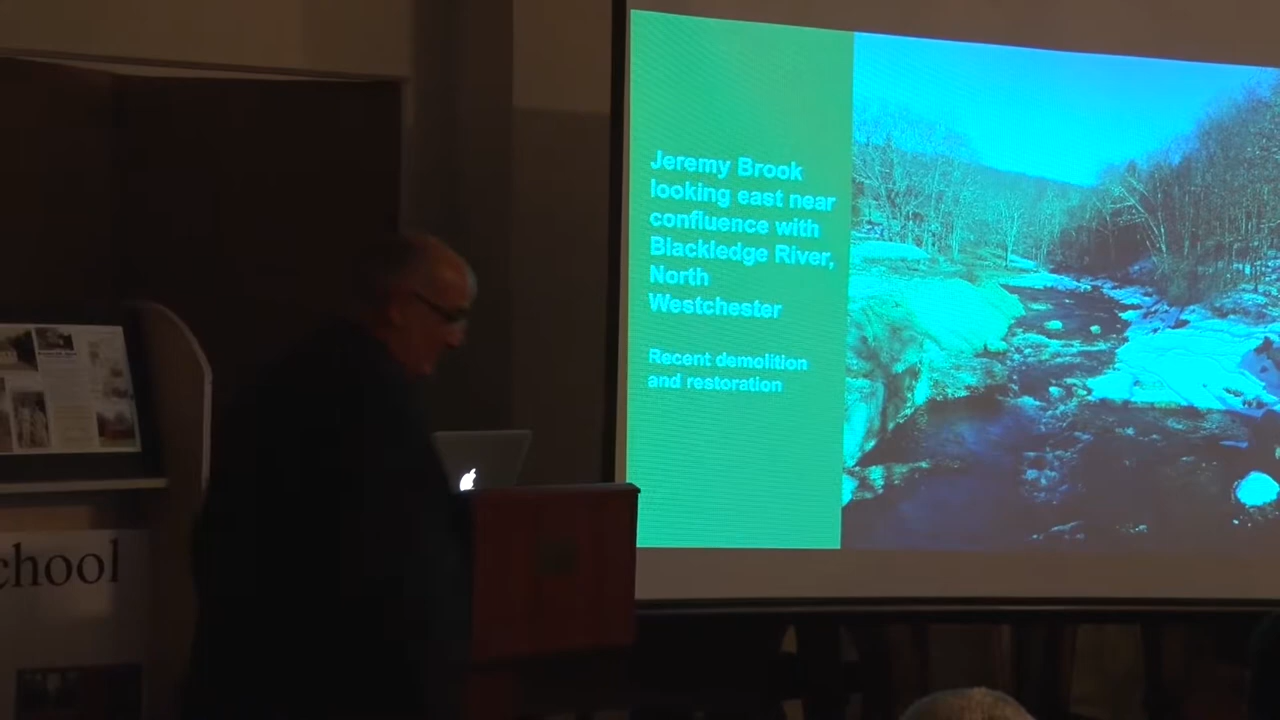 Jeremy Brook
looking east near
confluence with
Blackledge River,
North
Westchester
Recent demolition
and restoration
chool